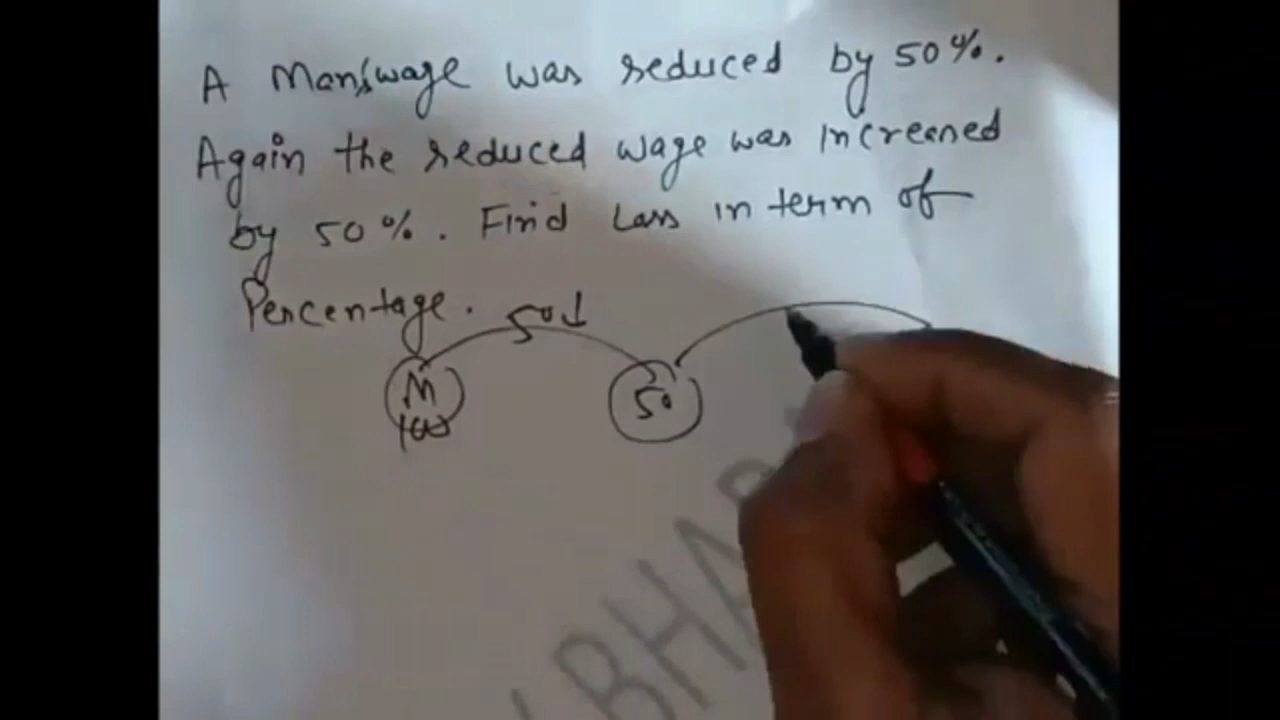 A Man's wage was reduced by 50%.
Again the reduced wage was increased
by 50%. Find Loss in term of
Percentage.
50↓
M
100
50
BHA